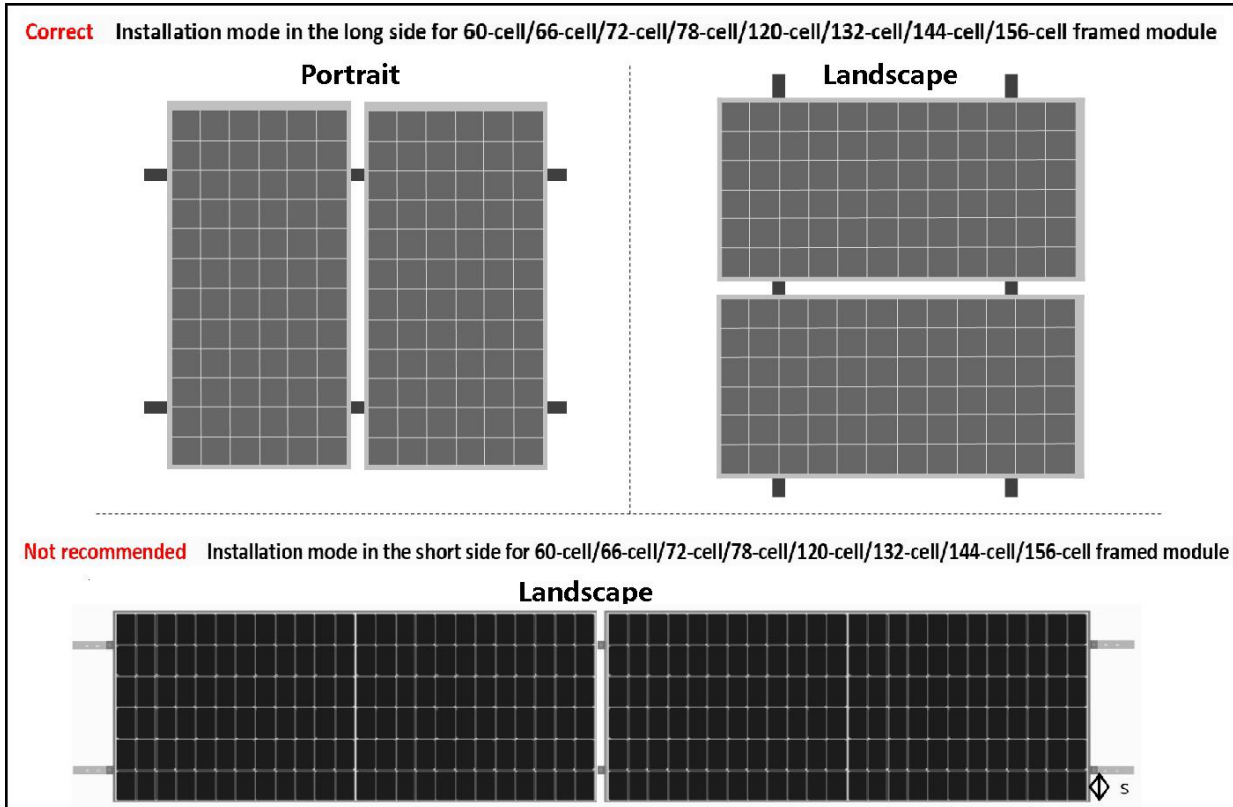 Correct Installation mode in the long side for 60-cell/66-cell/72-cell/78-cell/120-cell/132-cell/144-cell/156-cell framed module
Portrait
Landscape
Not recommended Installation mode in the short side for 60-cell/66-cell/72-cell/78-cell/120-cell/132-cell/144-cell/156-cell framed module
Landscape
S